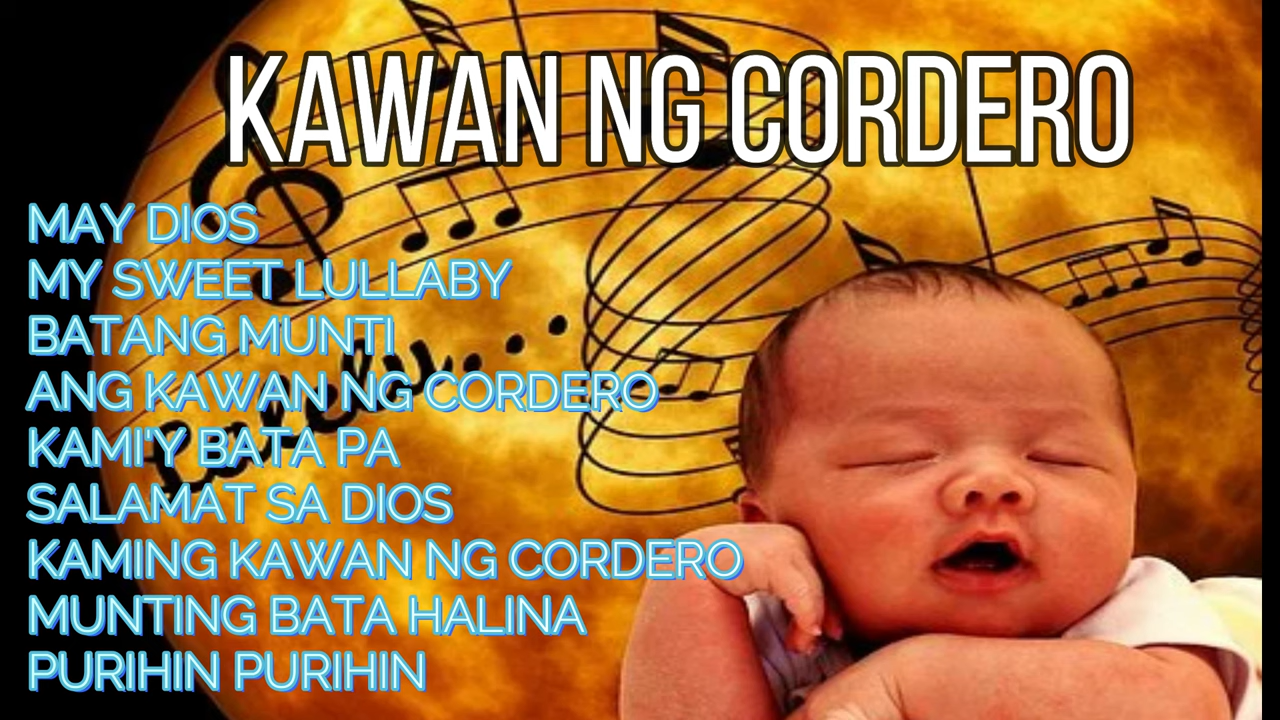 KAWAN NG CORDERO
MAY DIOS
MY SWEET LULLABY
BATANG MUNTI
ANG KAWAN NG CORDERO
KAMI'Y BATA PA
SALAMAT SA DIOS
KAMING KAWAN NG CORDERO
MUNTING BATA HALINA
PURIHIN PURIHIN